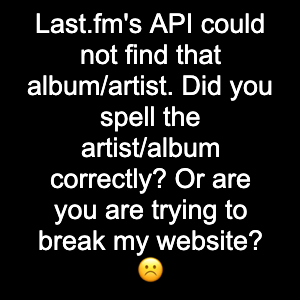 Last.fm's API could
not find that
album/artist. Did you
spell the
artist/album
correctly? Or are
you are trying to
break my website?
☹️